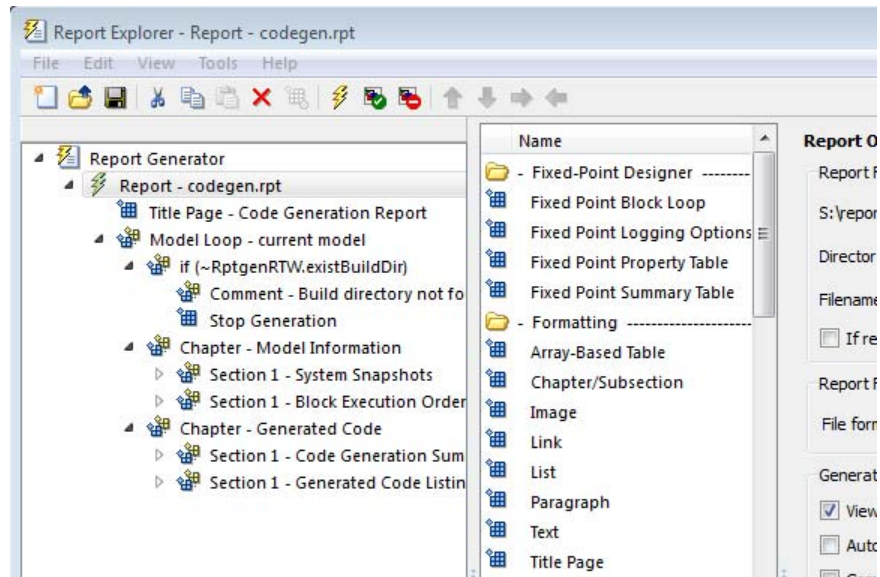 Report Explorer - Report - codegen.rpt
File Edit View Tools Help
Report Generator
Report - codegen.rpt
Title Page - Code Generation Report
Model Loop - current model
if (~RptgenRTW.existBuildDir)
Comment - Build directory not fo
Stop Generation
Chapter - Model Information
Section 1 - System Snapshots
Section 1 - Block Execution Order
Chapter - Generated Code
Section 1 - Code Generation Sum
Section 1 - Generated Code Listin
Name
- Fixed-Point Designer --------
Fixed Point Block Loop
Fixed Point Logging Options
Fixed Point Property Table
Fixed Point Summary Table
- Formatting ---------------------
Array-Based Table
Chapter/Subsection
Image
Link
List
Paragraph
Text
Title Page
Report O
Report F
S:\repor
Director
Filename
If re
Report F
File form
Generat
View
Auto